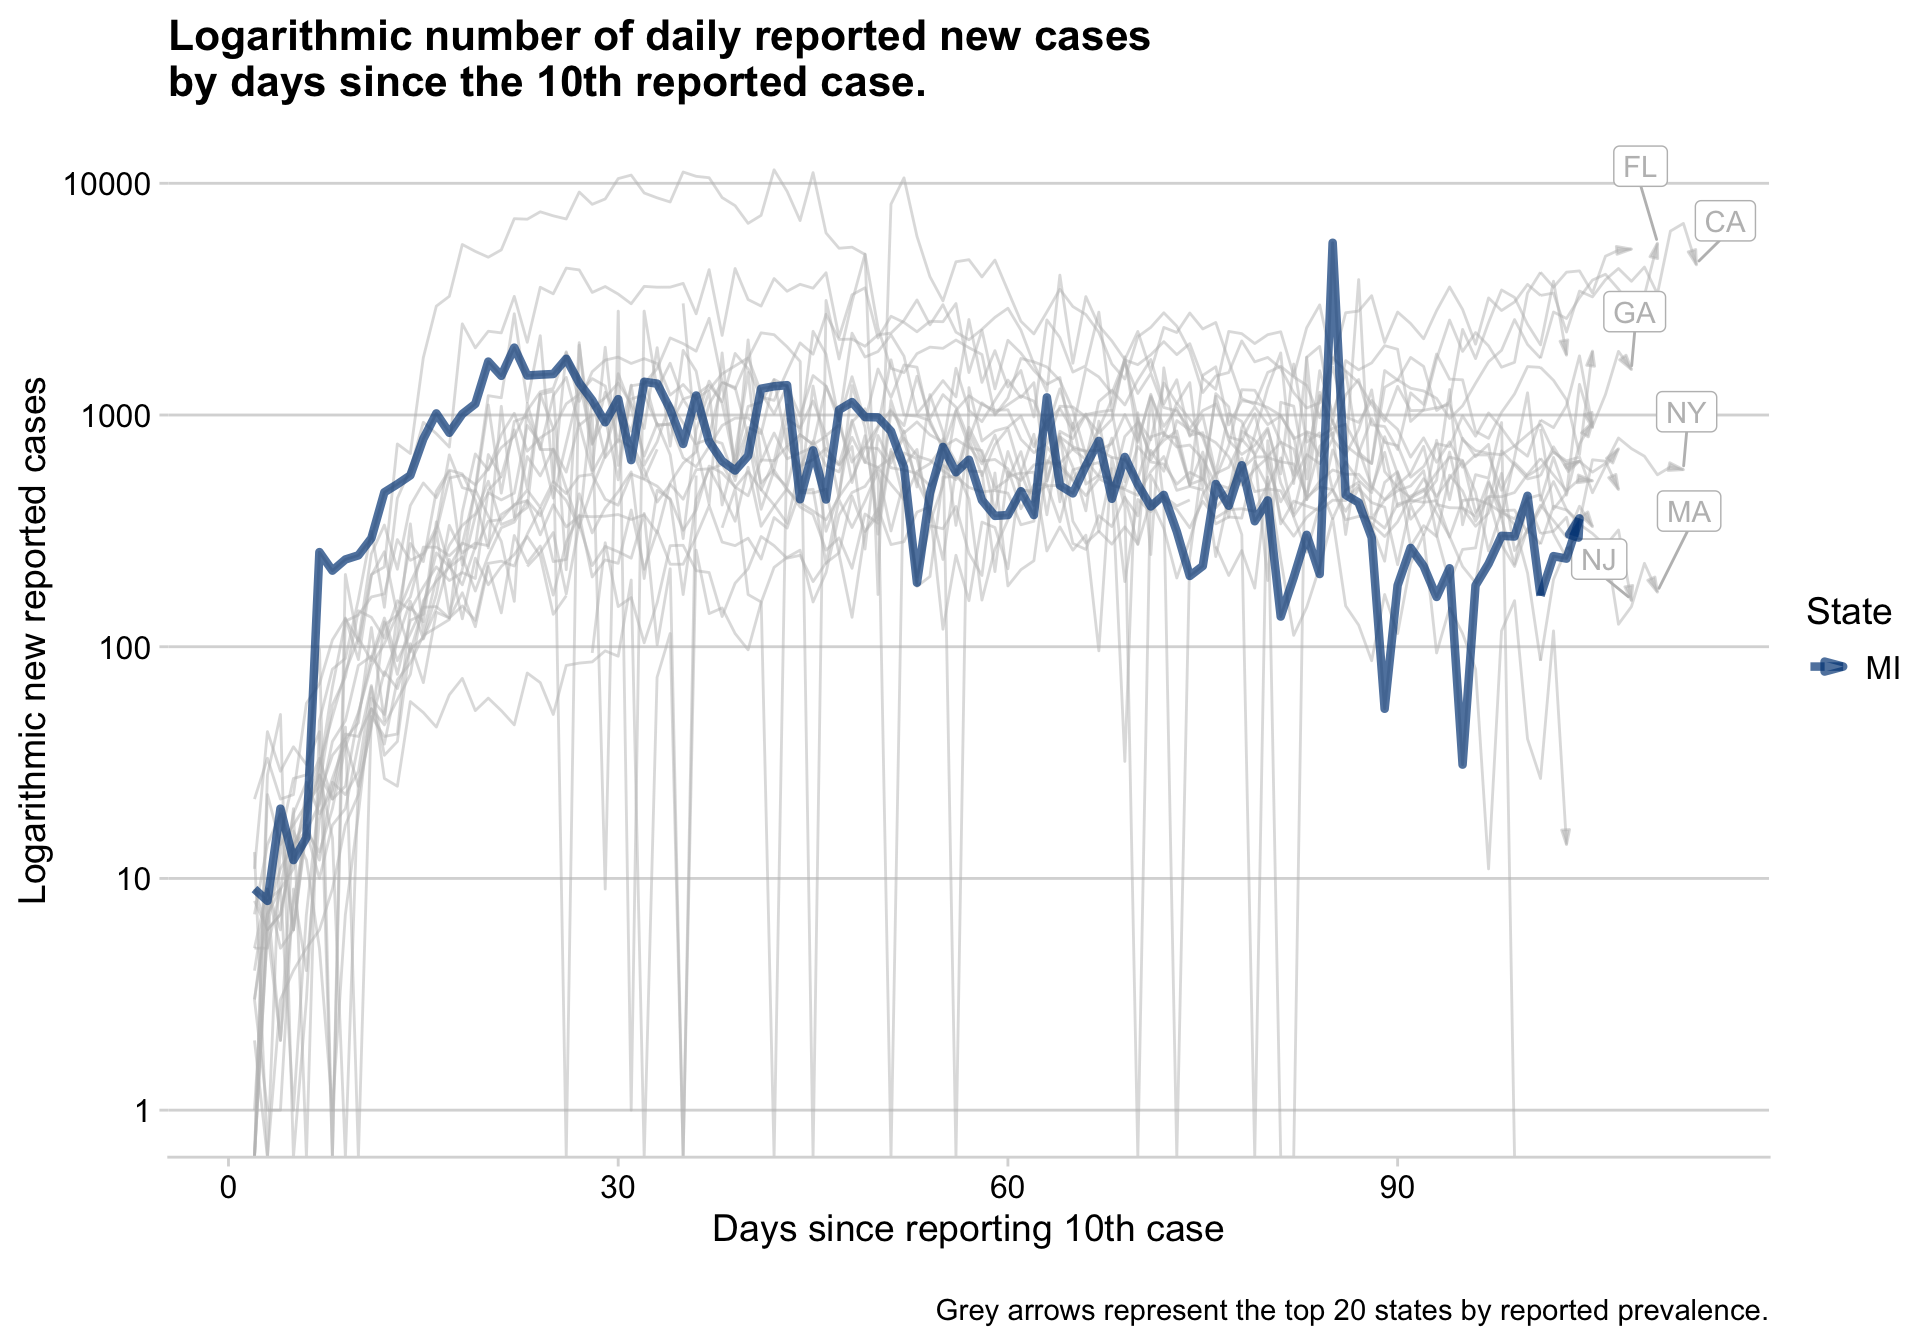 Logarithmic number of daily reported new cases
by days since the 10th reported case.
Logarithmic new reported cases
10000
1000
100
10
1
FL
CA
GA
NY
MA
NJ
State
MI
0
30
60
90
Days since reporting 10th case
Grey arrows represent the top 20 states by reported prevalence.